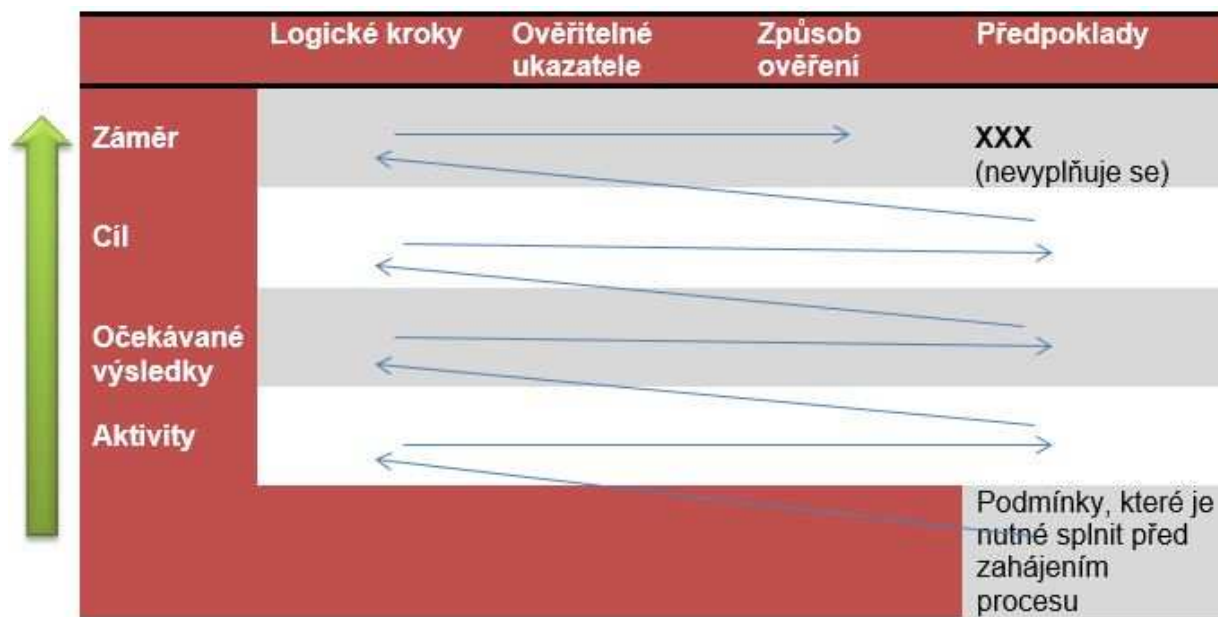 Logické kroky
Ověřitelné
ukazatele
Způsob
ověření
Předpoklady
Záměr
XXX
(nevyplňuje se)
Cíl
Očekávané
výsledky
Aktivity
Podmínky, které je
nutné splnit před
zahájením
procesu